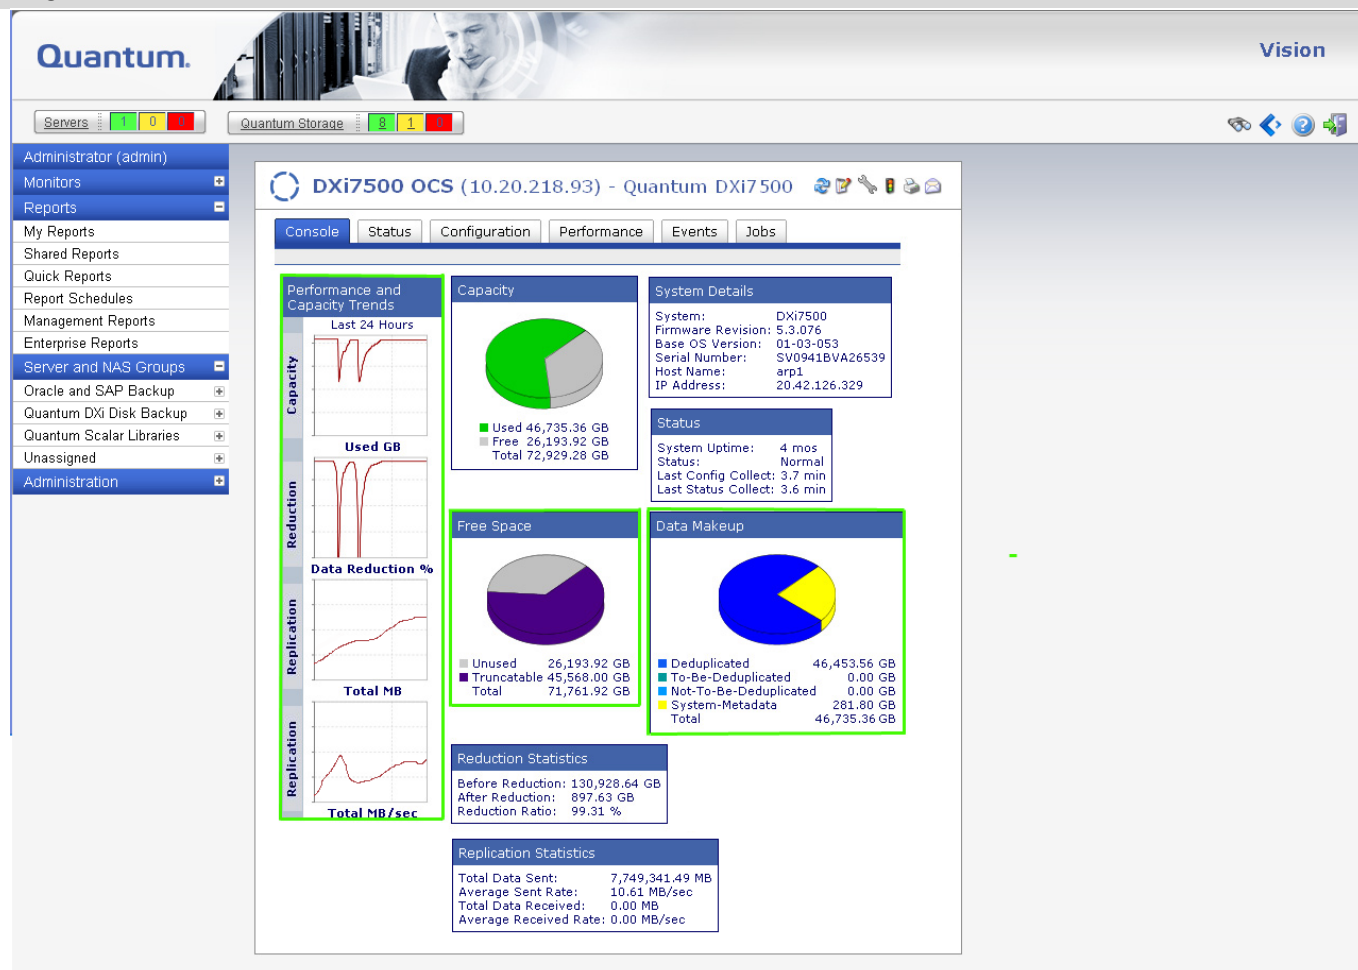 Quantum.
Vision
Servers 1 0 0
Quantum Storage 8 1 0
Administrator (admin)
Monitors
Reports
My Reports
Shared Reports
Quick Reports
Report Schedules
Management Reports
Enterprise Reports
Server and NAS Groups
Oracle and SAP Backup
Quantum DXi Disk Backup
Quantum Scalar Libraries
Unassigned
Administration
DXi7500 OCS (10.20.218.93) - Quantum DXi7500
Console Status Configuration Performance Events Jobs
Performance and
Capacity Trends
Last 24 Hours
Capacity
Used GB
Reduction
Data Reduction %
Replication
Total MB
Replication
Total MB/sec
Capacity
Used 46,735.36 GB
Free 26,193.92 GB
Total 72,929.28 GB
System Details
System: DXi7500
Firmware Revision: 5.3.076
Base OS Version: 01-03-053
Serial Number: SV0941BVA26539
Host Name: arp1
IP Address: 20.42.126.329
Status
System Uptime: 4 mos
Status: Normal
Last Config Collect: 3.7 min
Last Status Collect: 3.6 min
Free Space
Unused 26,193.92 GB
Truncatable 45,568.00 GB
Total 71,761.92 GB
Data Makeup
Deduplicated 46,453.56 GB
To-Be-Deduplicated 0.00 GB
Not-To-Be-Deduplicated 0.00 GB
System-Metadata 281.80 GB
Total 46,735.36 GB
Reduction Statistics
Before Reduction: 130,928.64 GB
After Reduction: 897.63 GB
Reduction Ratio: 99.31 %
Replication Statistics
Total Data Sent: 7,749,341.49 MB
Average Sent Rate: 10.61 MB/sec
Total Data Received: 0.00 MB
Average Received Rate: 0.00 MB/sec